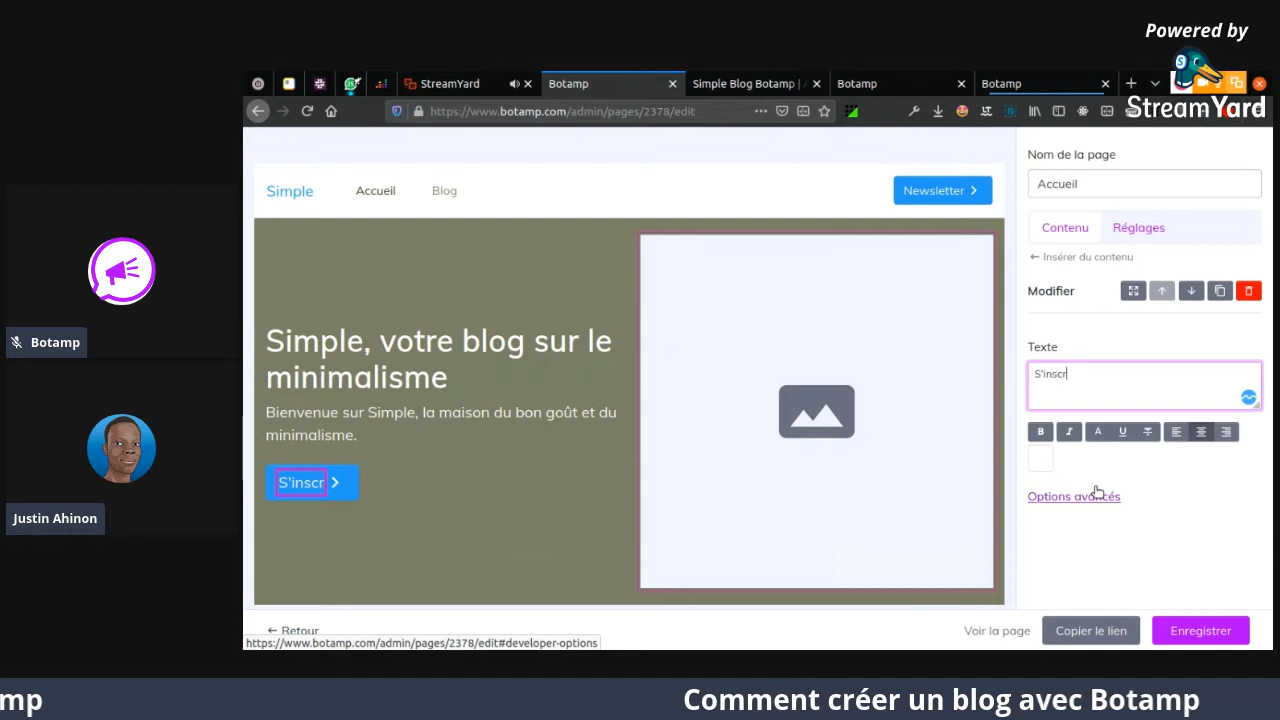 Powered by
StreamYard
StreamYard
Botamp
Simple Blog Botamp |
Botamp
Botamp
https://www.botamp.com/admin/pages/2378/edit
Simple
Accueil
Blog
Newsletter
Simple, votre blog sur le
minimalisme
Bienvenue sur Simple, la maison du bon goût et du
minimalisme.
S'inscr
Nom de la page
Accueil
Contenu
Réglages
← Insérer du contenu
Modifier
Texte
S'inscr
B I A U
Options avancés
← Retour
https://www.botamp.com/admin/pages/2378/edit#developer-options
Voir la page
Copier le lien
Enregistrer
Botamp
Justin Ahinon
mp
Comment créer un blog avec Botamp